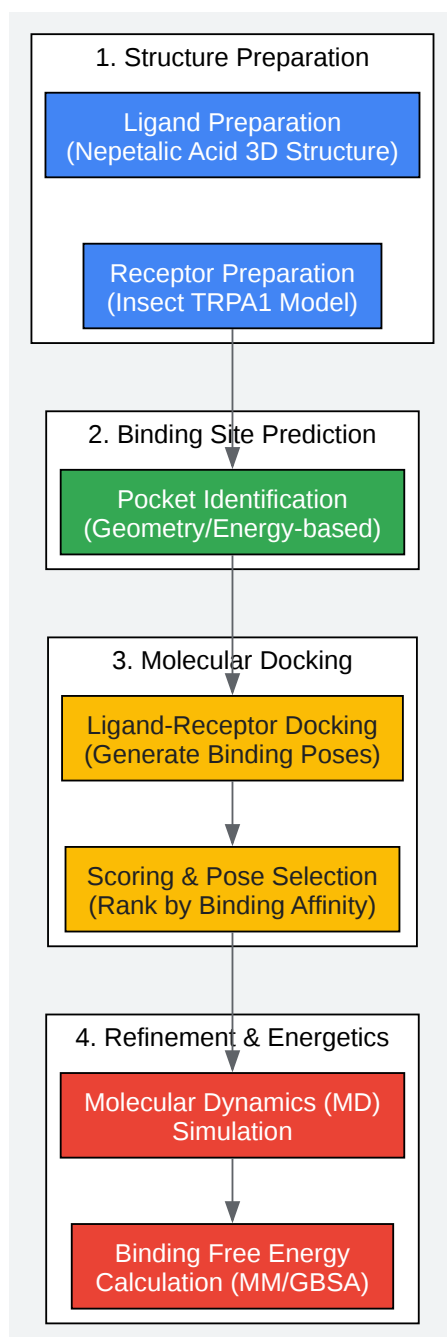 1. Structure Preparation
Ligand Preparation
(Nepetalic Acid 3D Structure)
Receptor Preparation
(Insect TRPA1 Model)
2. Binding Site Prediction
Pocket Identification
(Geometry/Energy-based)
3. Molecular Docking
Ligand-Receptor Docking
(Generate Binding Poses)
Scoring & Pose Selection
(Rank by Binding Affinity)
4. Refinement & Energetics
Molecular Dynamics (MD)
Simulation
Binding Free Energy
Calculation (MM/GBSA)